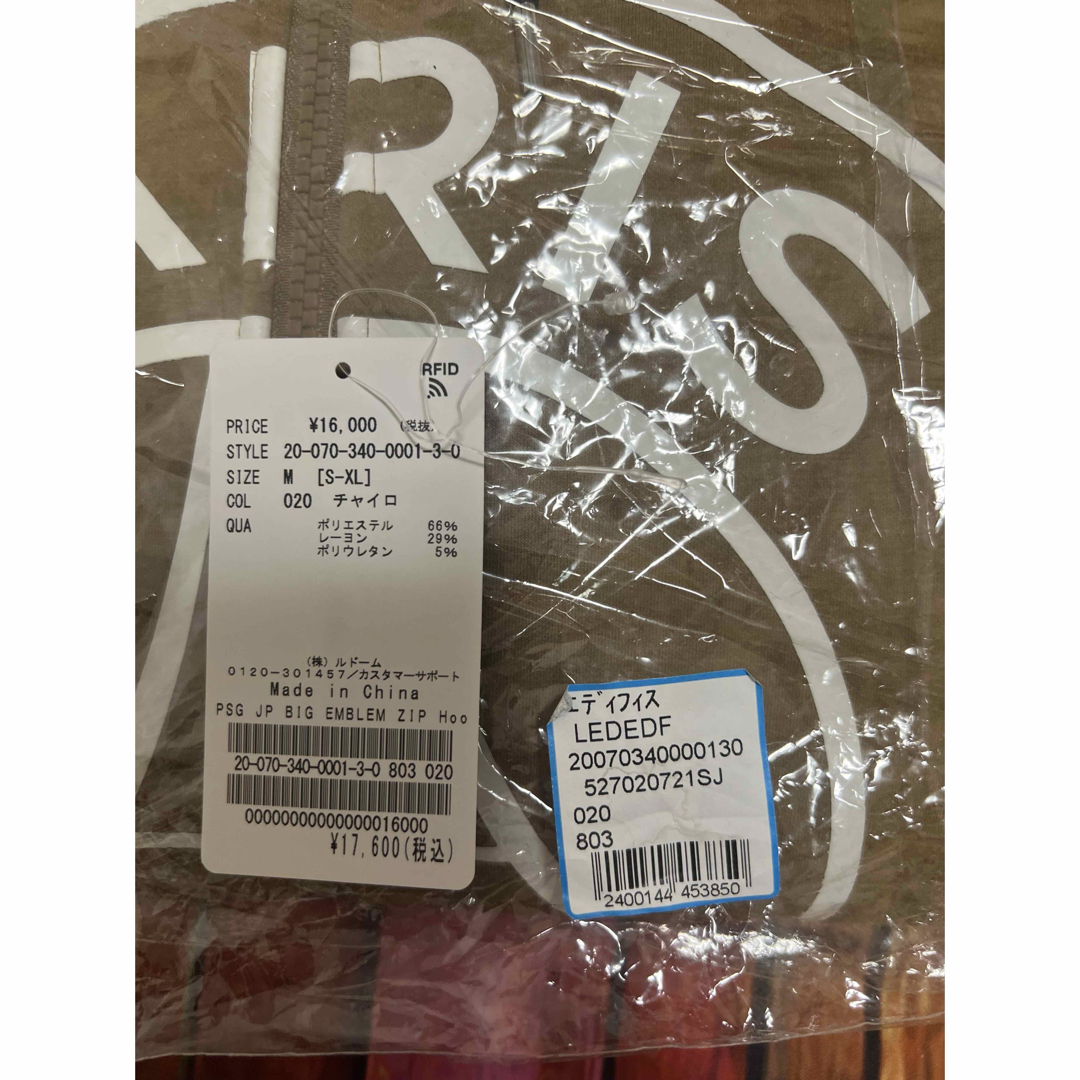 ARIS
RFID
PRICE ¥16,000 (税抜)
STYLE 20-070-340-0001-3-0
SIZE M [S-XL]
COL 020 チャイロ
QUA ポリエステル 66%
レーヨン 29%
ポリウレタン 5%
(株) ルドーム
0120-301457/カスタマーサポート
Made in China
PSG JP BIG EMBLEM ZIP Hoo
20-070-340-0001-3-0 803 020
00000000000000016000
¥17,600(税込)
エディフィス
LEDEDF
20070340000130
527020721SJ
020
803
2400144 453850